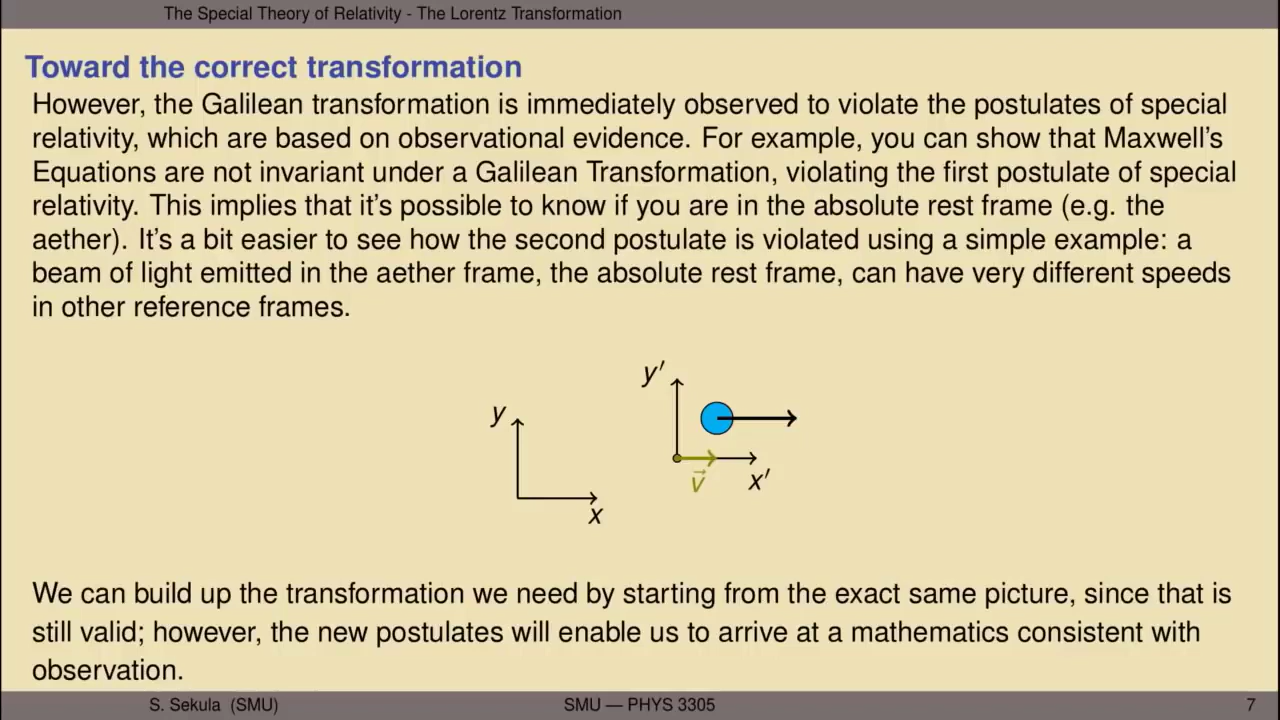 The Special Theory of Relativity - The Lorentz Transformation
Toward the correct transformation
However, the Galilean transformation is immediately observed to violate the postulates of special
relativity, which are based on observational evidence. For example, you can show that Maxwell's
Equations are not invariant under a Galilean Transformation, violating the first postulate of special
relativity. This implies that it's possible to know if you are in the absolute rest frame (e.g. the
aether). It's a bit easier to see how the second postulate is violated using a simple example: a
beam of light emitted in the aether frame, the absolute rest frame, can have very different speeds
in other reference frames.
y′
y
v⃗
x′
x
We can build up the transformation we need by starting from the exact same picture, since that is
still valid; however, the new postulates will enable us to arrive at a mathematics consistent with
observation.
S. Sekula (SMU)
SMU — PHYS 3305
7